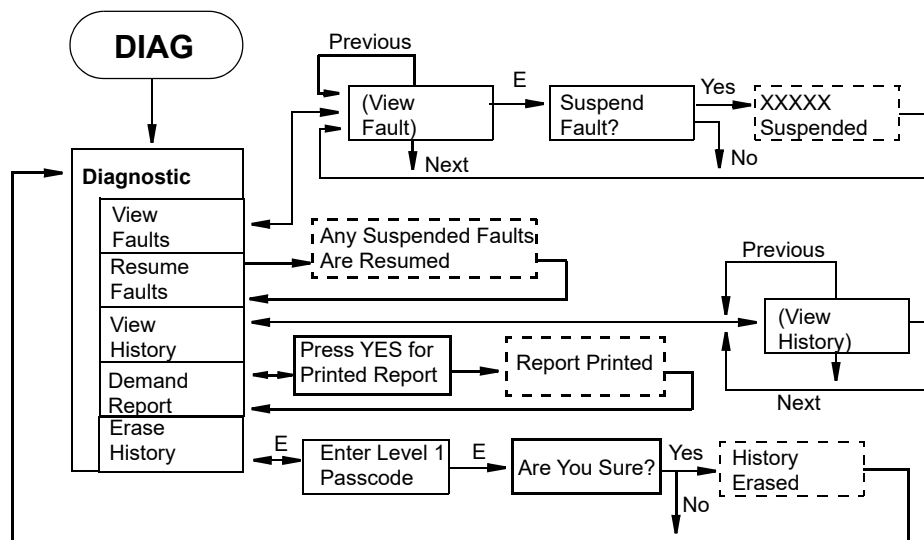 DIAG
Previous
(View
Fault)
E
Suspend
Fault?
Yes
XXXXX
Suspended
Next
No
Diagnostic
View
Faults
Any Suspended Faults
Are Resumed
Resume
Faults
Previous
View
History
(View
History)
Press YES for
Printed Report
Report Printed
Demand
Report
Next
Erase
History
E
Enter Level 1
Passcode
E
Are You Sure?
Yes
History
Erased
No